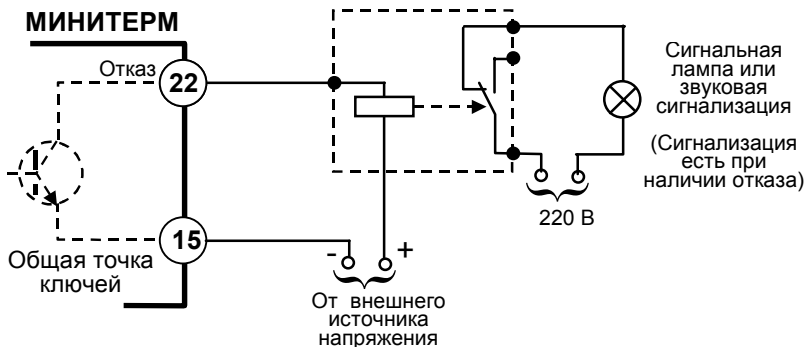 МИНИТЕРМ
Отказ
22
15
Общая точка
ключей
- +
От внешнего
источника
напряжения
220 В
Сигнальная
лампа или
звуковая
сигнализация
(Сигнализация
есть при
наличии отказа)